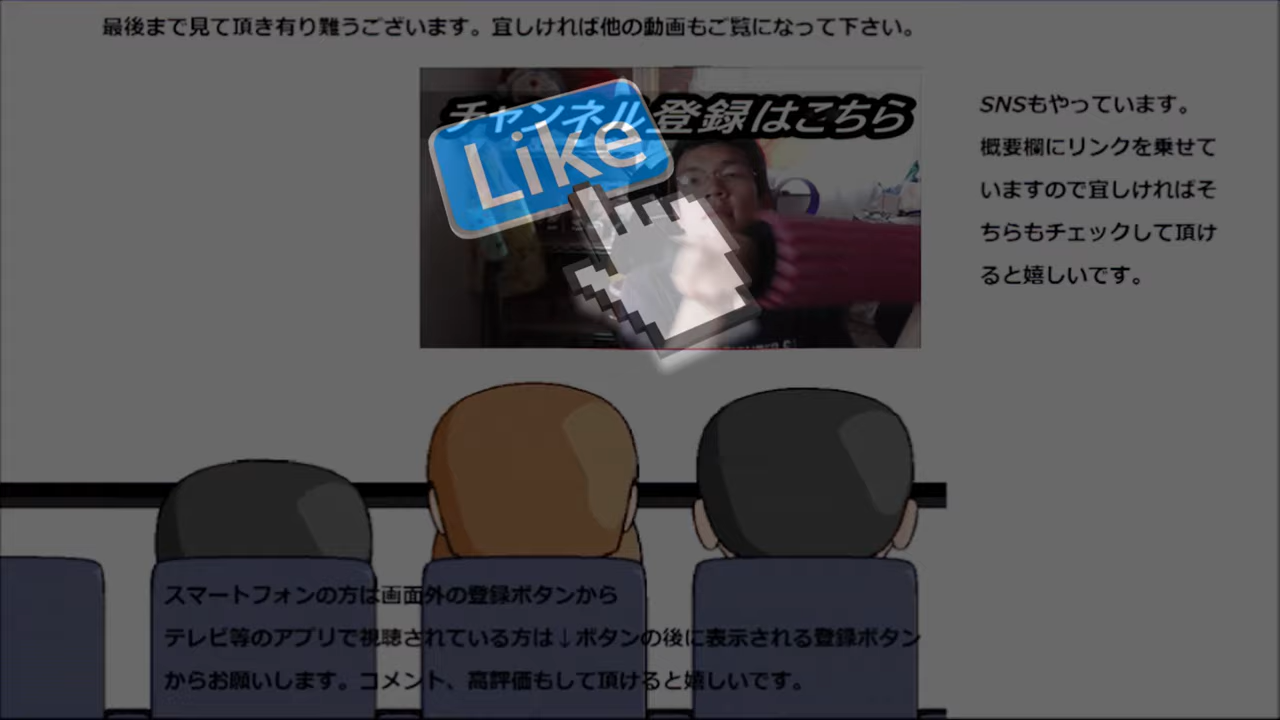 最後まで見て頂き有り難うございます。宜しければ他の動画もご覧になって下さい。
チャンネル登録はこちら
Like
SNSもやっています。
概要欄にリンクを乗せて
いますので宜しければそ
ちらもチェックして頂け
ると嬉しいです。
スマートフォンの方は画面外の登録ボタンから
テレビ等のアプリで視聴されている方は↓ボタンの後に表示される登録ボタン
からお願いします。コメント、高評価もして頂けると嬉しいです。